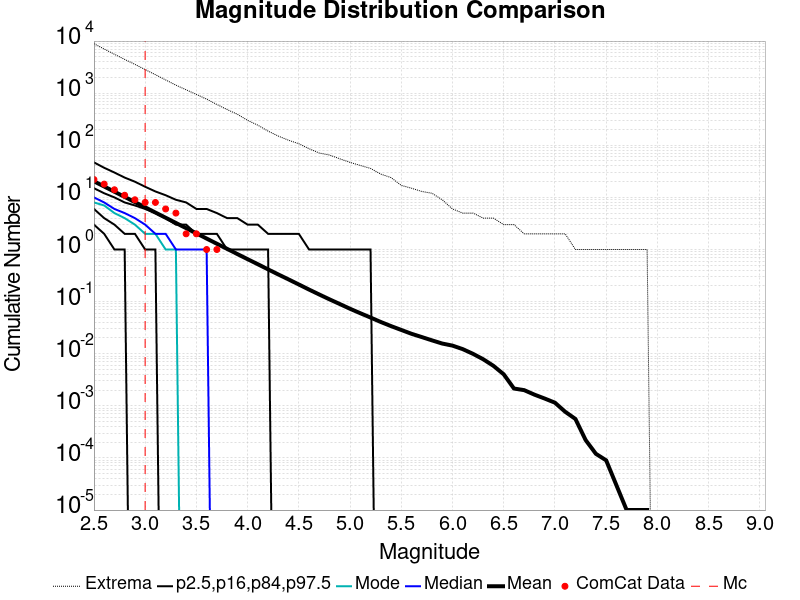 Magnitude Distribution Comparison
10^4
10^3
10^2
10^1
10^0
10^-1
10^-2
10^-3
10^-4
10^-5
Cumulative Number
2.5 3.0 3.5 4.0 4.5 5.0 5.5 6.0 6.5 7.0 7.5 8.0 8.5 9.0
Magnitude
Extrema p2.5,p16,p84,p97.5 Mode Median Mean ComCat Data Mc